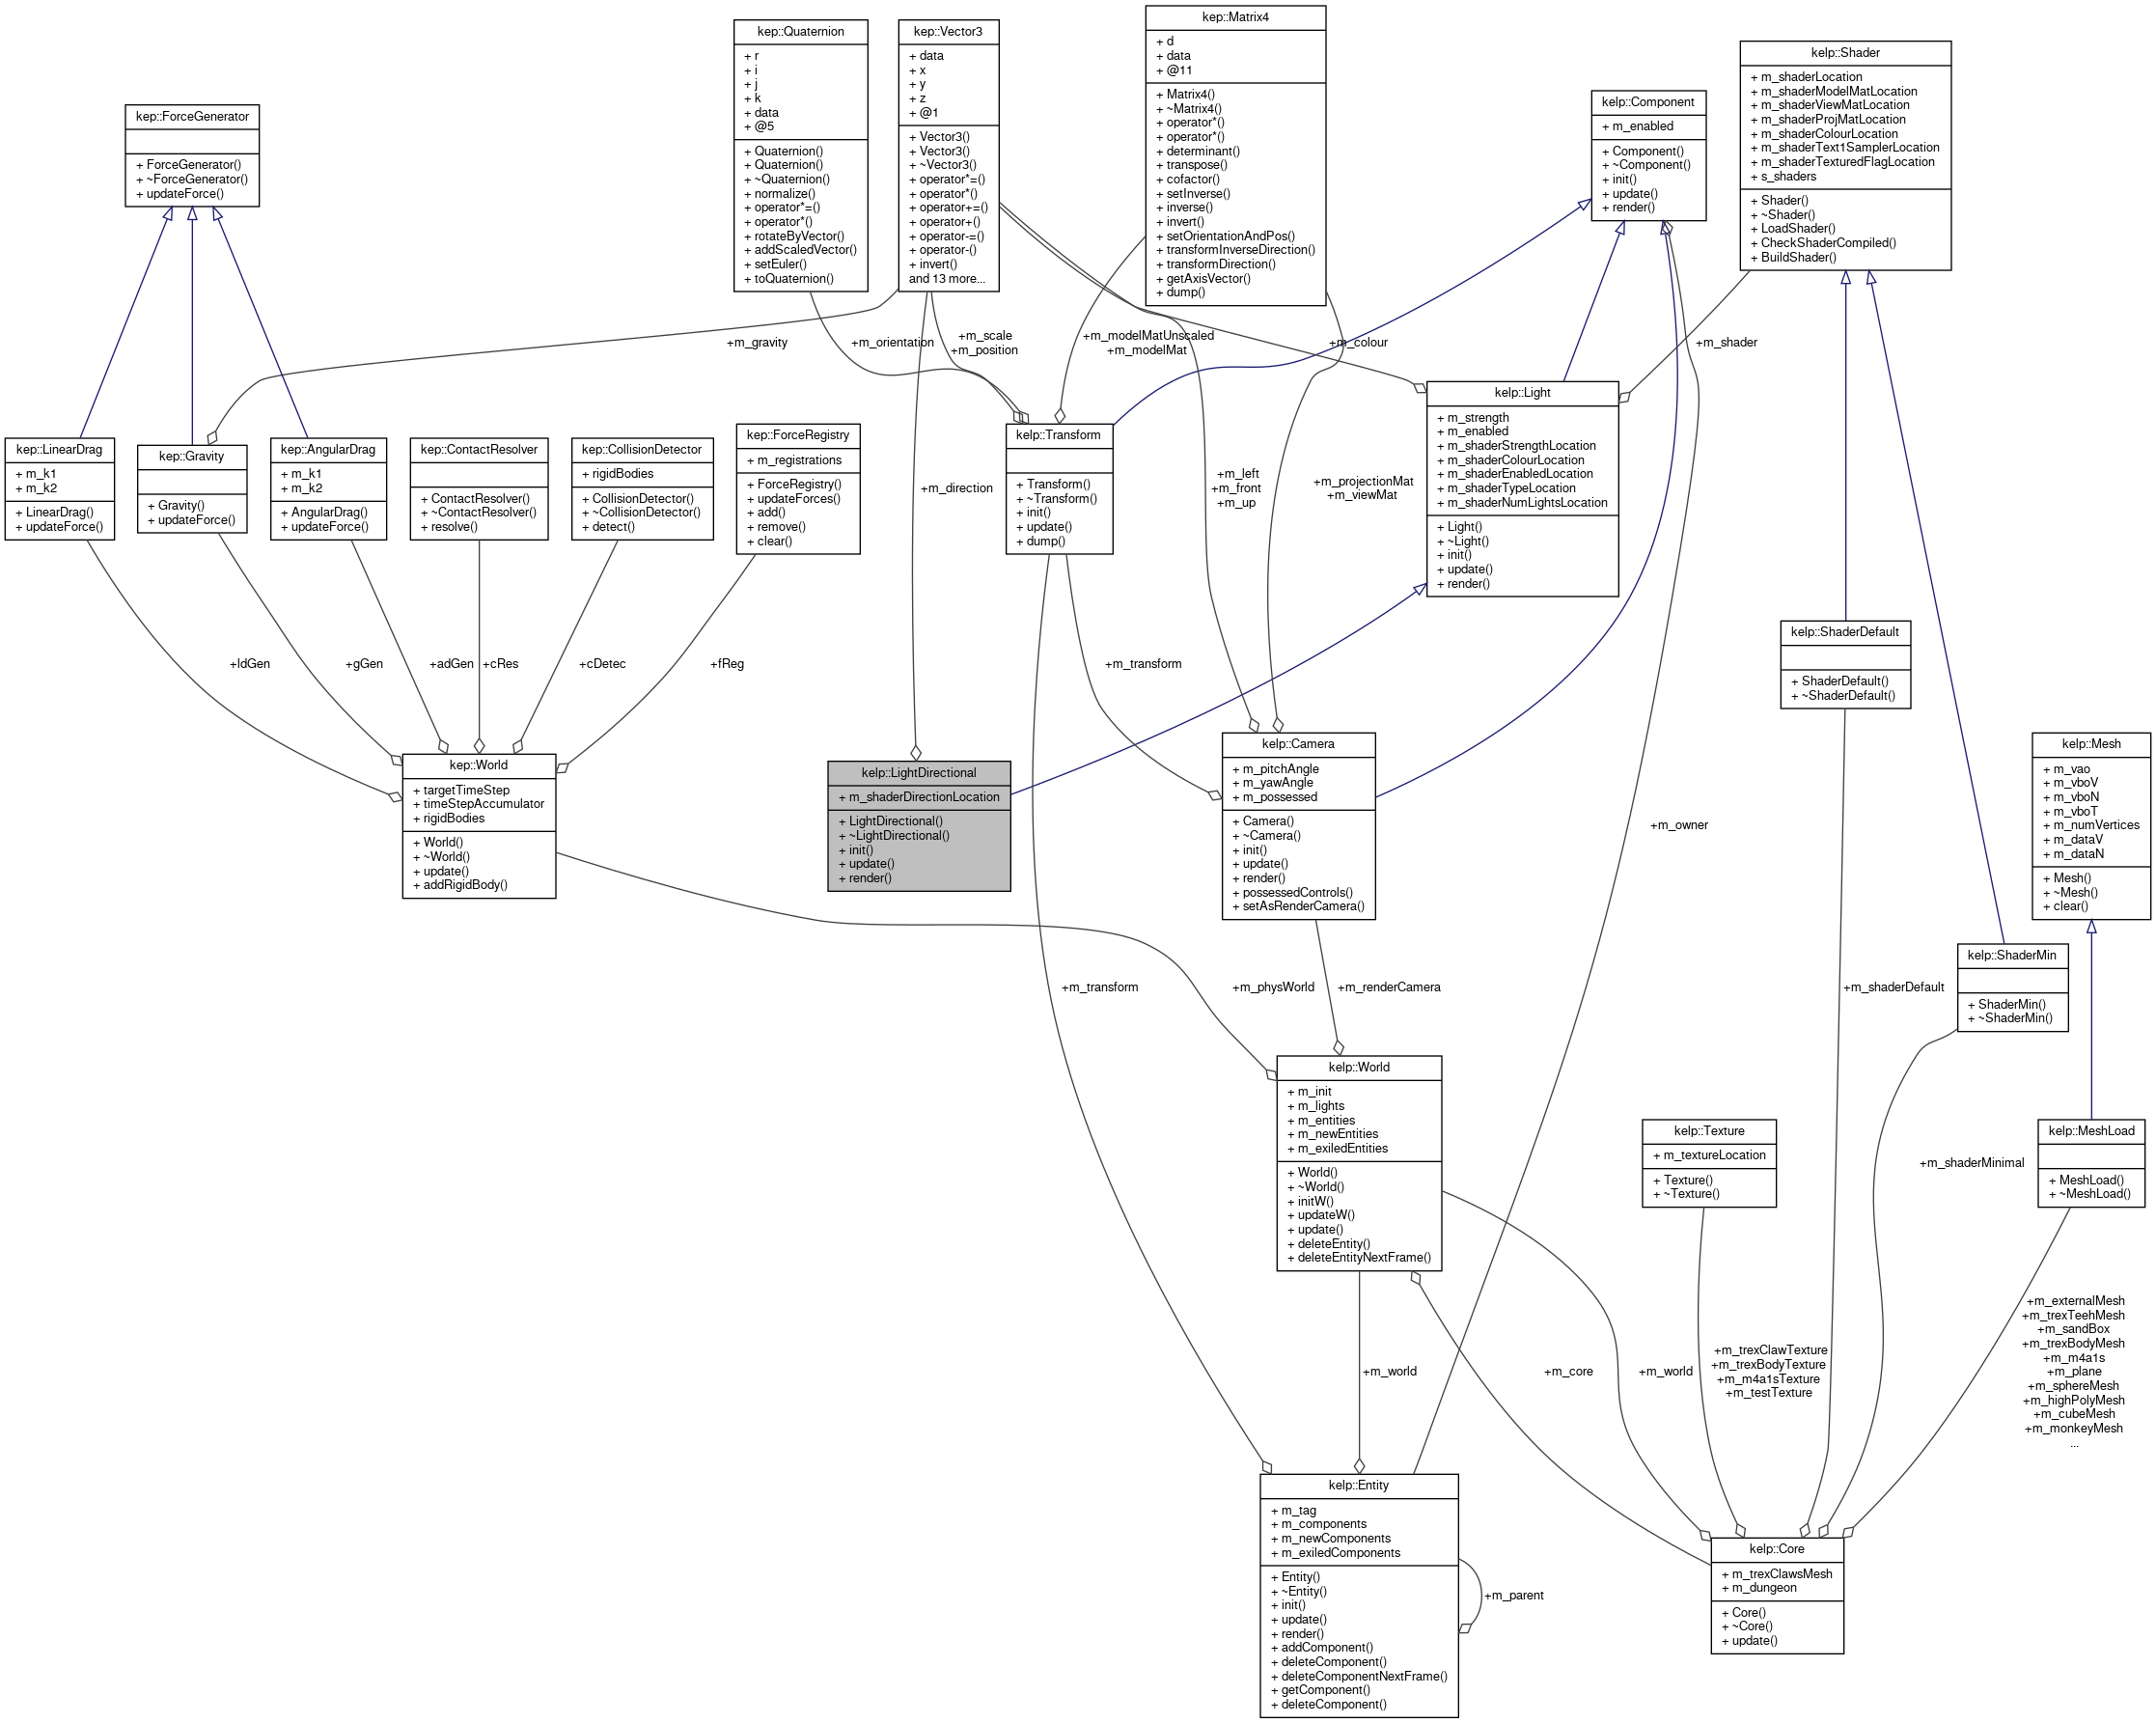 kep::Quaternion
+ r
+ i
+ j
+ k
+ data
+ @5
+ Quaternion()
+ Quaternion()
+ ~Quaternion()
+ normalize()
+ operator*=()
+ operator*()
+ rotateByVector()
+ addScaledVector()
+ setEuler()
+ toQuaternion()
kep::Vector3
+ data
+ x
+ y
+ z
+ @1
+ Vector3()
+ Vector3()
+ ~Vector3()
+ operator*=()
+ operator*()
+ operator+=()
+ operator+()
+ operator-=()
+ operator-()
+ invert()
and 13 more...
kep::Matrix4
+ d
+ data
+ @11
+ Matrix4()
+ ~Matrix4()
+ operator*()
+ operator*()
+ determinant()
+ transpose()
+ cofactor()
+ setInverse()
+ inverse()
+ invert()
+ setOrientationAndPos()
+ transformInverseDirection()
+ transformDirection()
+ getAxisVector()
+ dump()
kelp::Component
+ m_enabled
+ Component()
+ ~Component()
+ init()
+ update()
+ render()
kelp::Shader
+ m_shaderLocation
+ m_shaderModelMatLocation
+ m_shaderViewMatLocation
+ m_shaderProjMatLocation
+ m_shaderColourLocation
+ m_shaderText1SamplerLocation
+ m_shaderTexturedFlagLocation
+ s_shaders
+ Shader()
+ ~Shader()
+ LoadShader()
+ CheckShaderCompiled()
+ BuildShader()
kep::ForceGenerator
+ ForceGenerator()
+ ~ForceGenerator()
+ updateForce()
+m_gravity
+m_orientation
+m_scale
+m_position
+m_modelMatUnscaled
+m_modelMat
+m_colour
+m_shader
kep::LinearDrag
+ m_k1
+ m_k2
+ LinearDrag()
+ updateForce()
kep::Gravity
+ Gravity()
+ updateForce()
kep::AngularDrag
+ m_k1
+ m_k2
+ AngularDrag()
+ updateForce()
kep::ContactResolver
+ ContactResolver()
+ ~ContactResolver()
+ resolve()
kep::CollisionDetector
+ rigidBodies
+ CollisionDetector()
+ ~CollisionDetector()
+ detect()
kep::ForceRegistry
+ m_registrations
+ ForceRegistry()
+ updateForces()
+ add()
+ remove()
+ clear()
+m_direction
kelp::Transform
+ Transform()
+ ~Transform()
+ init()
+ update()
+ dump()
+m_left
+m_front
+m_up
+m_projectionMat
+m_viewMat
kelp::Light
+ m_strength
+ m_enabled
+ m_shaderStrengthLocation
+ m_shaderColourLocation
+ m_shaderEnabledLocation
+ m_shaderTypeLocation
+ m_shaderNumLightsLocation
+ Light()
+ ~Light()
+ init()
+ update()
+ render()
+ldGen
+gGen
+adGen
+cRes
+cDetec
+fReg
+m_transform
kelp::ShaderDefault
+ ShaderDefault()
+ ~ShaderDefault()
kep::World
+ targetTimeStep
+ timeStepAccumulator
+ rigidBodies
+ World()
+ ~World()
+ update()
+ addRigidBody()
kelp::LightDirectional
+ m_shaderDirectionLocation
+ LightDirectional()
+ ~LightDirectional()
+ init()
+ update()
+ render()
kelp::Camera
+ m_pitchAngle
+ m_yawAngle
+ m_possessed
+ Camera()
+ ~Camera()
+ init()
+ update()
+ render()
+ possessedControls()
+ setAsRenderCamera()
+m_owner
kelp::Mesh
+ m_vao
+ m_vboV
+ m_vboN
+ m_vboT
+ m_numVertices
+ m_dataV
+ m_dataN
+ Mesh()
+ ~Mesh()
+ clear()
+m_transform
+m_physWorld
+m_renderCamera
+m_shaderDefault
kelp::ShaderMin
+ ShaderMin()
+ ~ShaderMin()
kelp::World
+ m_init
+ m_lights
+ m_entities
+ m_newEntities
+ m_exiledEntities
+ World()
+ ~World()
+ initW()
+ updateW()
+ update()
+ deleteEntity()
+ deleteEntityNextFrame()
kelp::Texture
+ m_textureLocation
+ Texture()
+ ~Texture()
+m_shaderMinimal
kelp::MeshLoad
+ MeshLoad()
+ ~MeshLoad()
+m_world
+m_core
+m_world
+m_trexClawTexture
+m_trexBodyTexture
+m_m4a1sTexture
+m_testTexture
+m_externalMesh
+m_trexTeehMesh
+m_sandBox
+m_trexBodyMesh
+m_m4a1s
+m_plane
+m_sphereMesh
+m_highPolyMesh
+m_cubeMesh
+m_monkeyMesh
...
kelp::Entity
+ m_tag
+ m_components
+ m_newComponents
+ m_exiledComponents
+ Entity()
+ ~Entity()
+ init()
+ update()
+ render()
+ addComponent()
+ deleteComponent()
+ deleteComponentNextFrame()
+ getComponent()
+ deleteComponent()
+m_parent
kelp::Core
+ m_trexClawsMesh
+ m_dungeon
+ Core()
+ ~Core()
+ update()